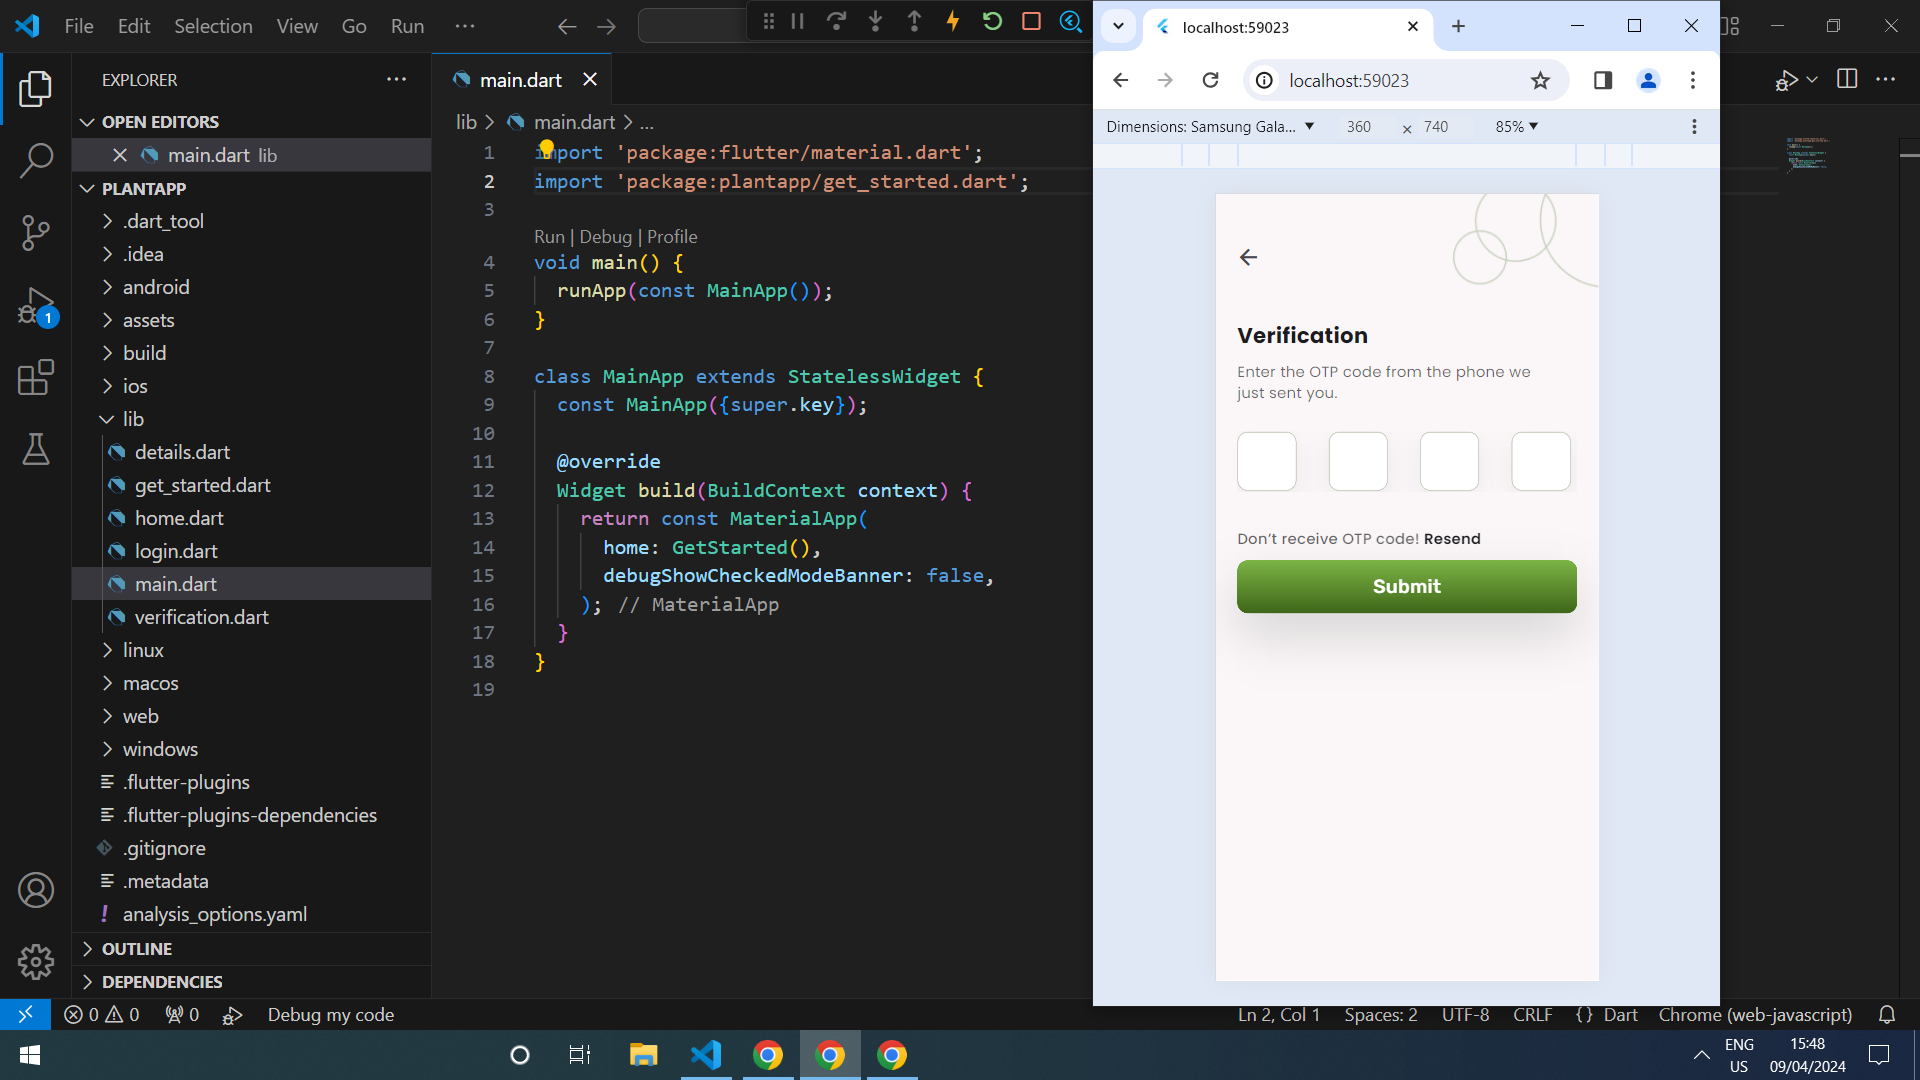 File Edit Selection View Go Run ···
EXPLORER
OPEN EDITORS
main.dart lib
PLANTAPP
.dart_tool
.idea
android
assets
build
ios
lib
details.dart
get_started.dart
home.dart
login.dart
main.dart
verification.dart
linux
macos
web
windows
.flutter-plugins
.flutter-plugins-dependencies
.gitignore
.metadata
! analysis_options.yaml
OUTLINE
DEPENDENCIES
1
main.dart
lib > main.dart > ...
1 import 'package:flutter/material.dart';
2 import 'package:plantapp/get_started.dart';
3
Run | Debug | Profile
4 void main() {
5 runApp(const MainApp());
6 }
7
8 class MainApp extends StatelessWidget {
9 const MainApp({super.key});
10
11 @override
12 Widget build(BuildContext context) {
13 return const MaterialApp(
14 home: GetStarted(),
15 debugShowCheckedModeBanner: false,
16 ); // MaterialApp
17 }
18 }
19
localhost:59023
localhost:59023
Dimensions: Samsung Gala... 360 × 740 85%
Verification
Enter the OTP code from the phone we
just sent you.
Don't receive OTP code! Resend
Submit
0 0 0 Debug my code
Ln 2, Col 1 Spaces: 2 UTF-8 CRLF {} Dart Chrome (web-javascript)
ENG
US
15:48
09/04/2024